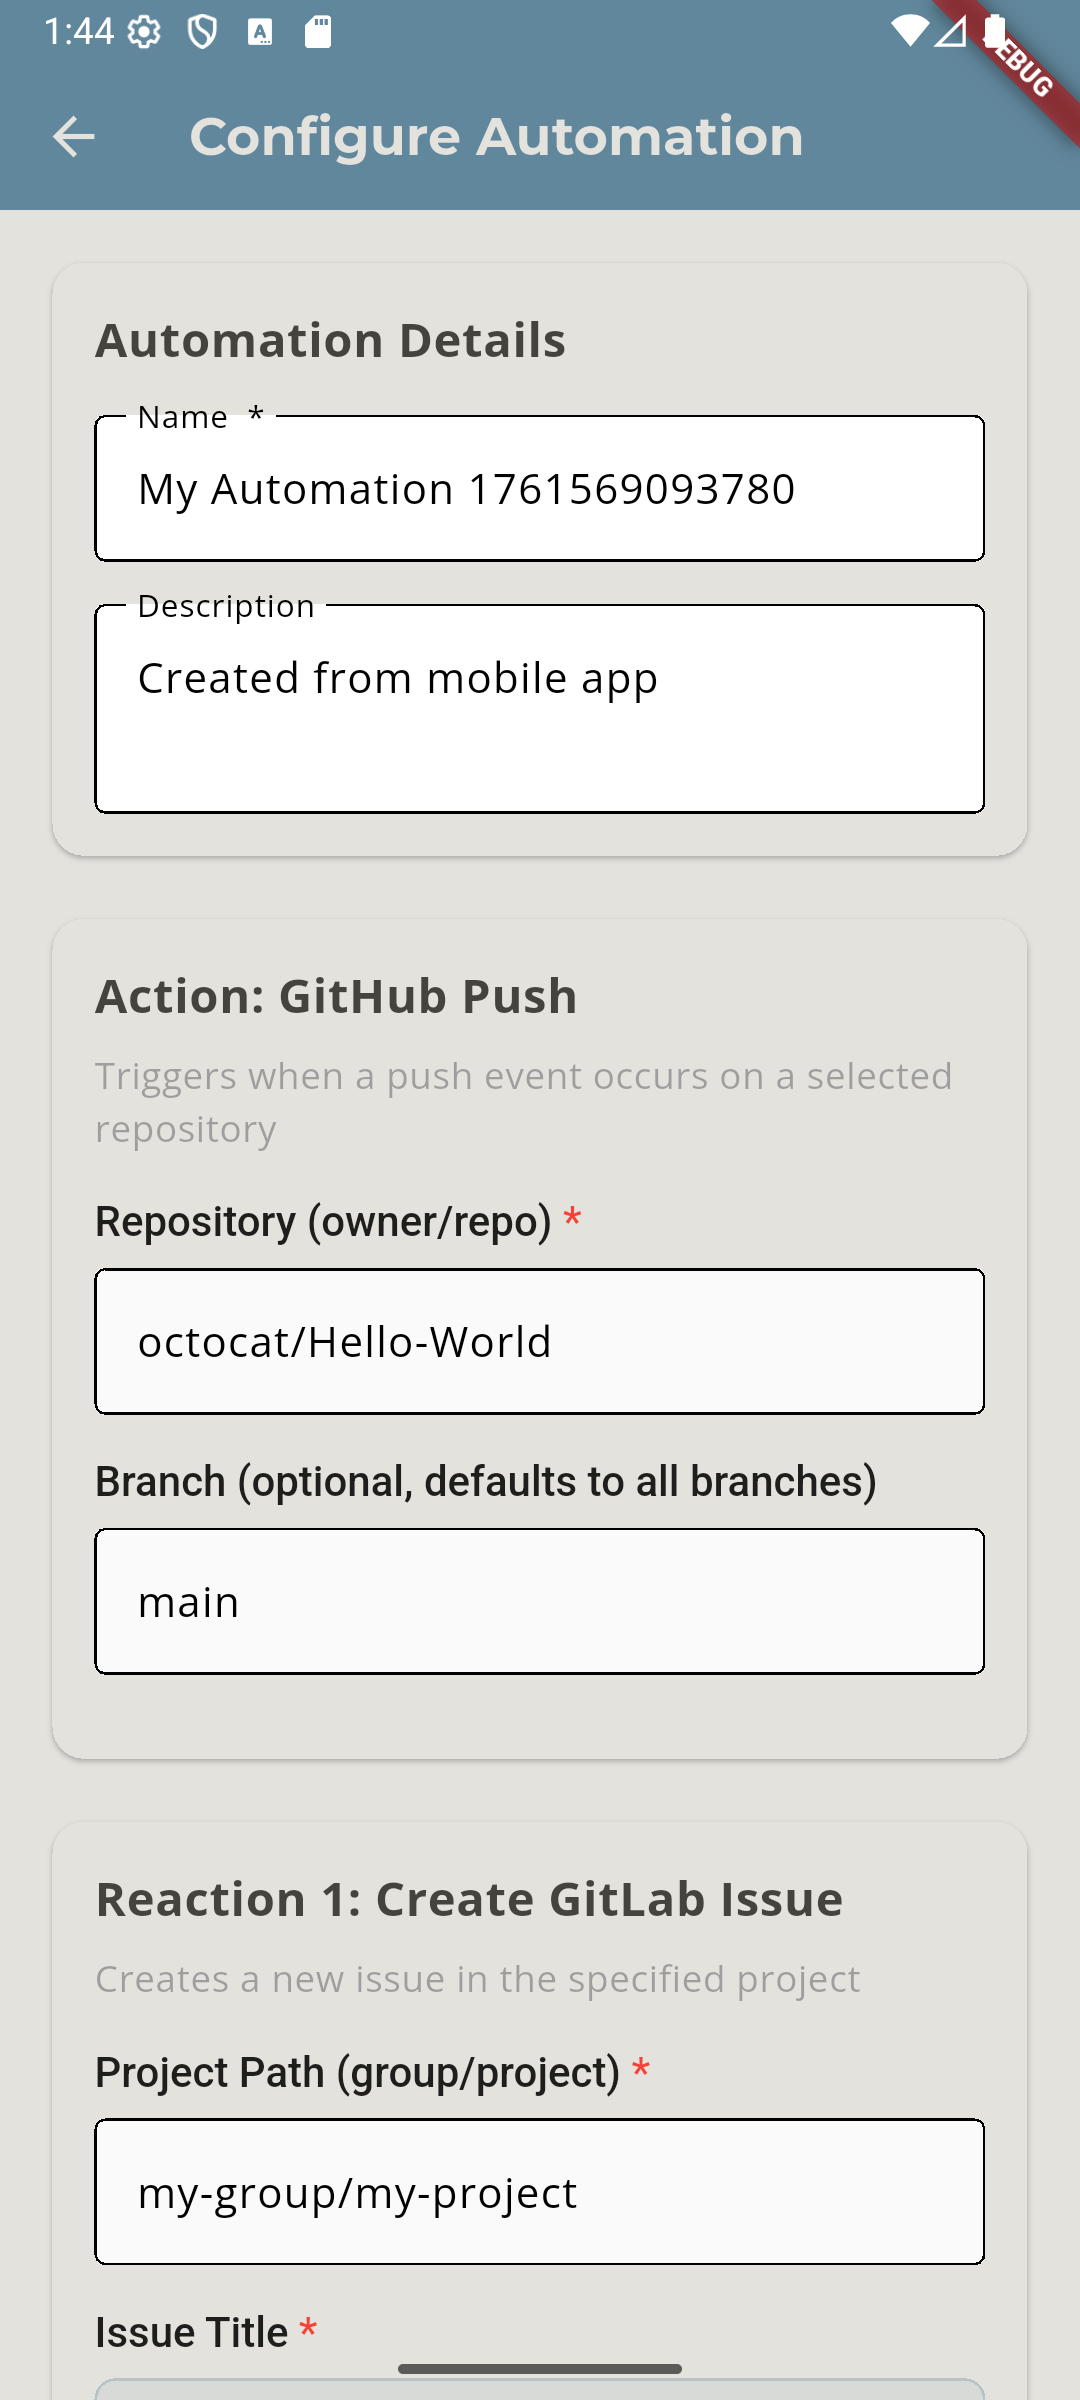 1:44
EBUG
Configure Automation
Automation Details
Name *
My Automation 1761569093780
Description
Created from mobile app
Action: GitHub Push
Triggers when a push event occurs on a selected
repository
Repository (owner/repo) *
octocat/Hello-World
Branch (optional, defaults to all branches)
main
Reaction 1: Create GitLab Issue
Creates a new issue in the specified project
Project Path (group/project) *
my-group/my-project
Issue Title *